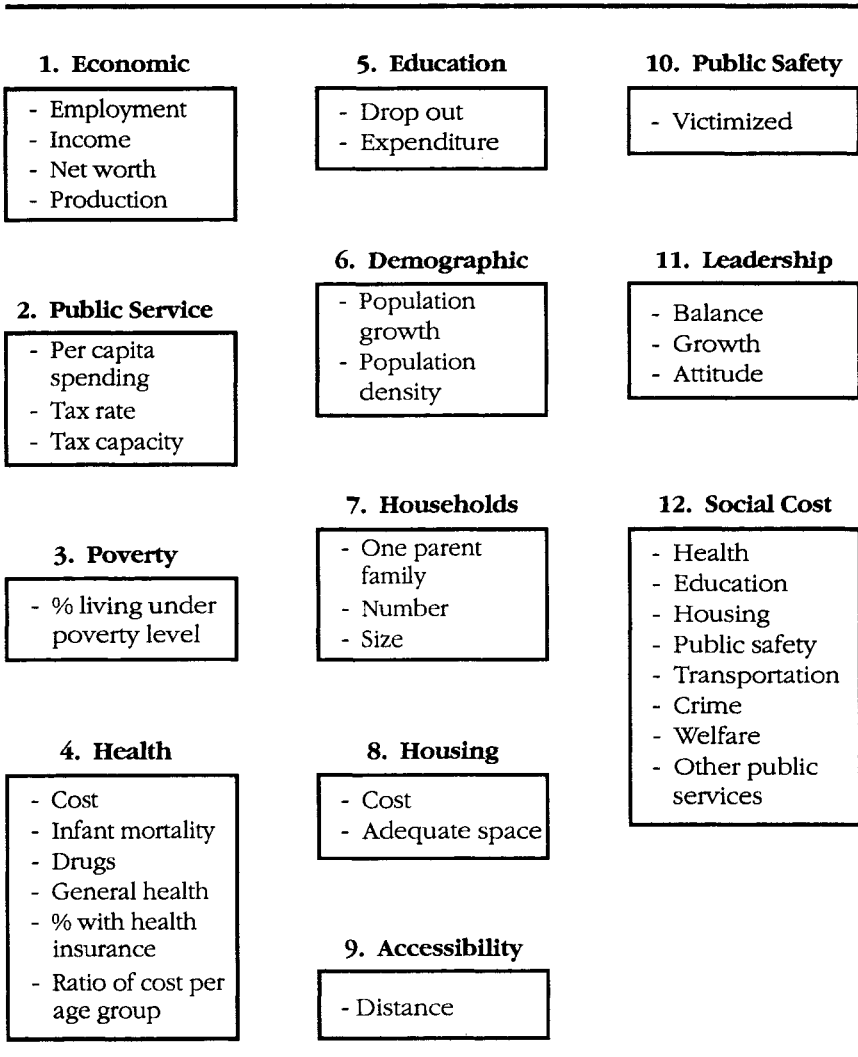 1. Economic
- Employment
- Income
- Net worth
- Production
2. Public Service
- Per capita
spending
- Tax rate
- Tax capacity
3. Poverty
- % living under
poverty level
4. Health
- Cost
- Infant mortality
- Drugs
- General health
- % with health
insurance
- Ratio of cost per
age group
5. Education
- Drop out
- Expenditure
6. Demographic
- Population
growth
- Population
density
7. Households
- One parent
family
- Number
- Size
8. Housing
- Cost
- Adequate space
9. Accessibility
- Distance
10. Public Safety
- Victimized
11. Leadership
- Balance
- Growth
- Attitude
12. Social Cost
- Health
- Education
- Housing
- Public safety
- Transportation
- Crime
- Welfare
- Other public
services